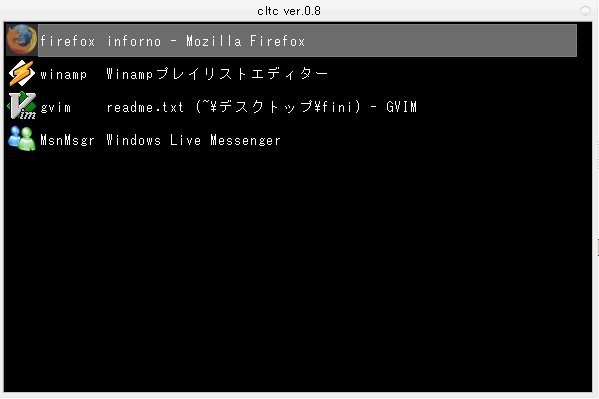 cltc ver.0.8
firefox inforno - Mozilla Firefox
winamp Winampプレイリストエディター
gvim readme.txt (~¥デスクトップ¥fini) - GVIM
MsnMsgr Windows Live Messenger